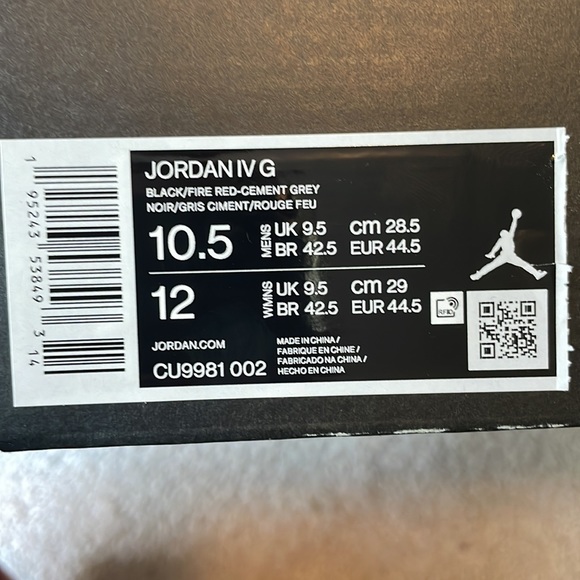 JORDAN IV G
BLACK/FIRE RED-CEMENT GREY
NOIR/GRIS CIMENT/ROUGE FEU
10.5 MENS UK 9.5 CM 28.5
BR 42.5 EUR 44.5
12 WMNS UK 9.5 CM 29
BR 42.5 EUR 44.5
RFID
JORDAN.COM
CU9981 002
MADE IN CHINA /
FABRIQUE EN CHINE /
FABRICADO NA CHINA /
HECHO EN CHINA
1 95243 53849 3 14